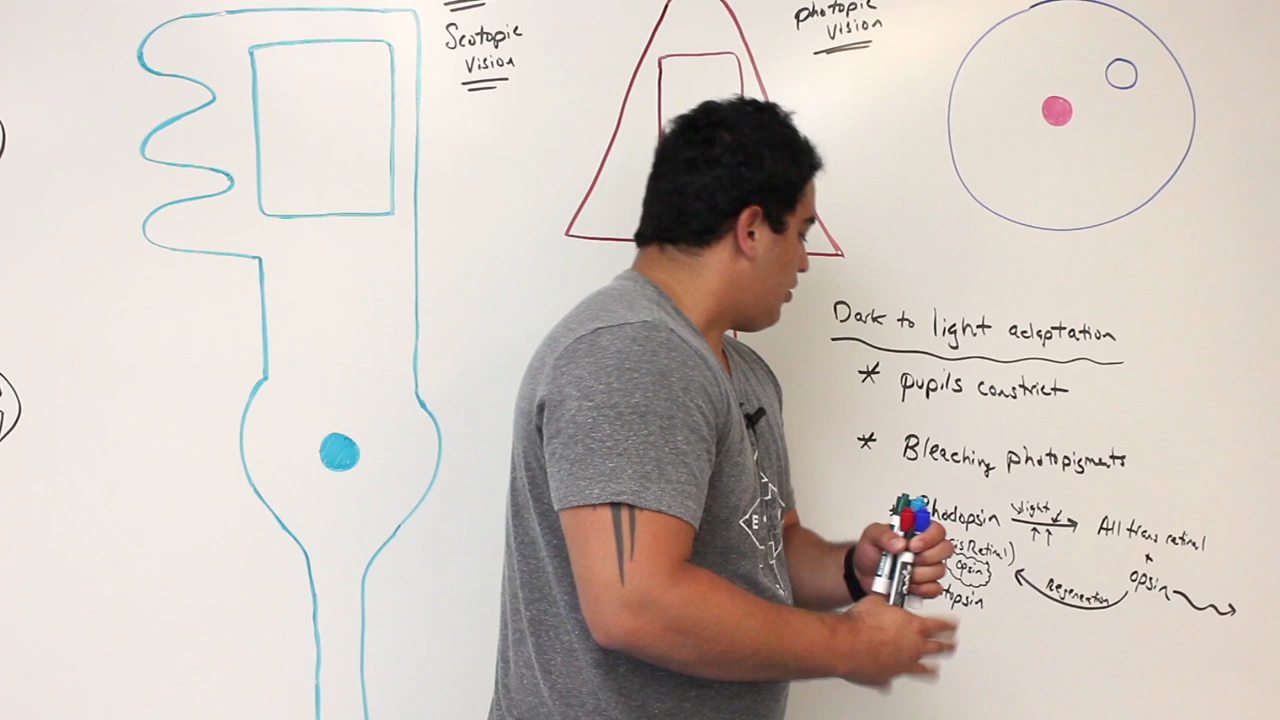 Scotopic
Vision
photopic
Vision
Dark to light adaptation
* pupils constrict
* Bleaching photopigments
Rhodopsin
light
All trans retinal
+
opsin
Retinal)
opsin
Regeneration
E